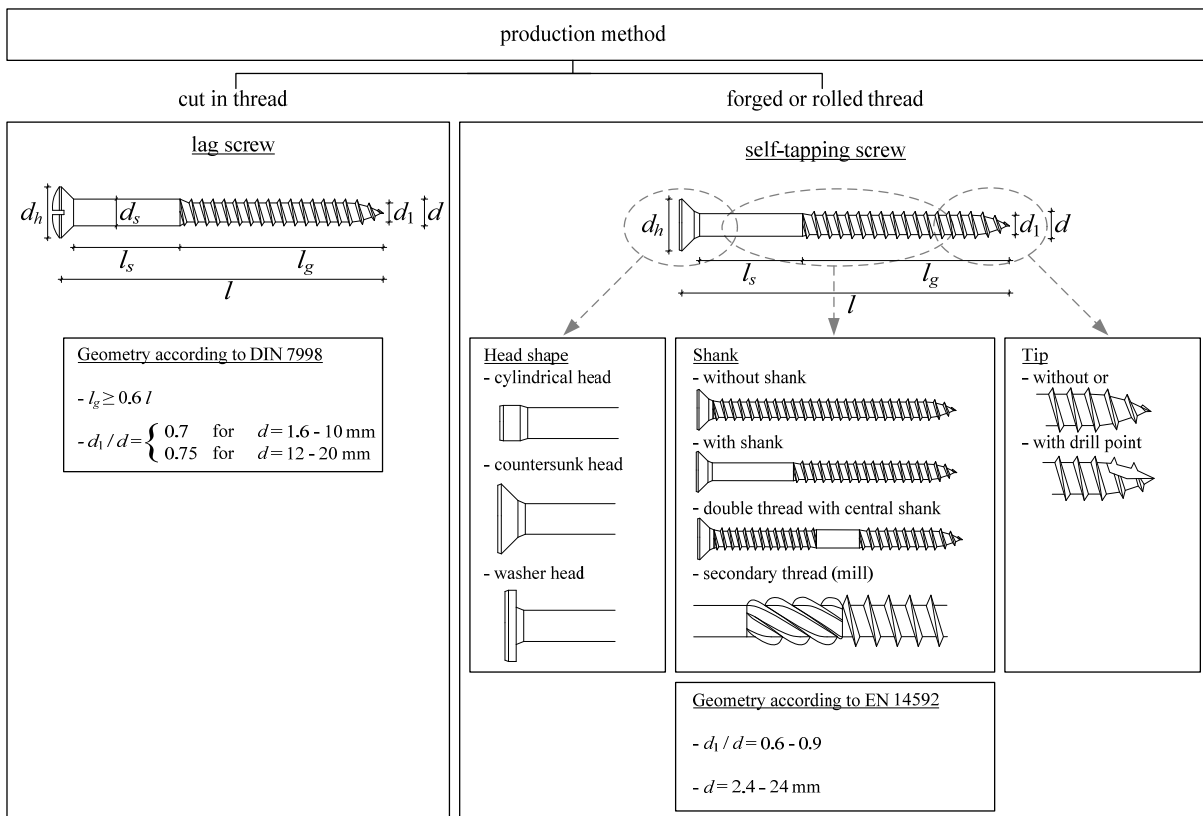 production method
cut in thread
forged or rolled thread
lag screw
d_h
d_s
d_1
d
l_s
l_g
l
Geometry according to DIN 7998
- l_g ≥ 0.6 l
- d_1 / d = { 0.7 for d = 1.6 - 10 mm
0.75 for d = 12 - 20 mm
self-tapping screw
d_h
d_1
d
l_s
l_g
l
Head shape
- cylindrical head
- countersunk head
- washer head
Shank
- without shank
- with shank
- double thread with central shank
- secondary thread (mill)
Tip
- without or
- with drill point
Geometry according to EN 14592
- d_1 / d = 0.6 - 0.9
- d = 2.4 - 24 mm